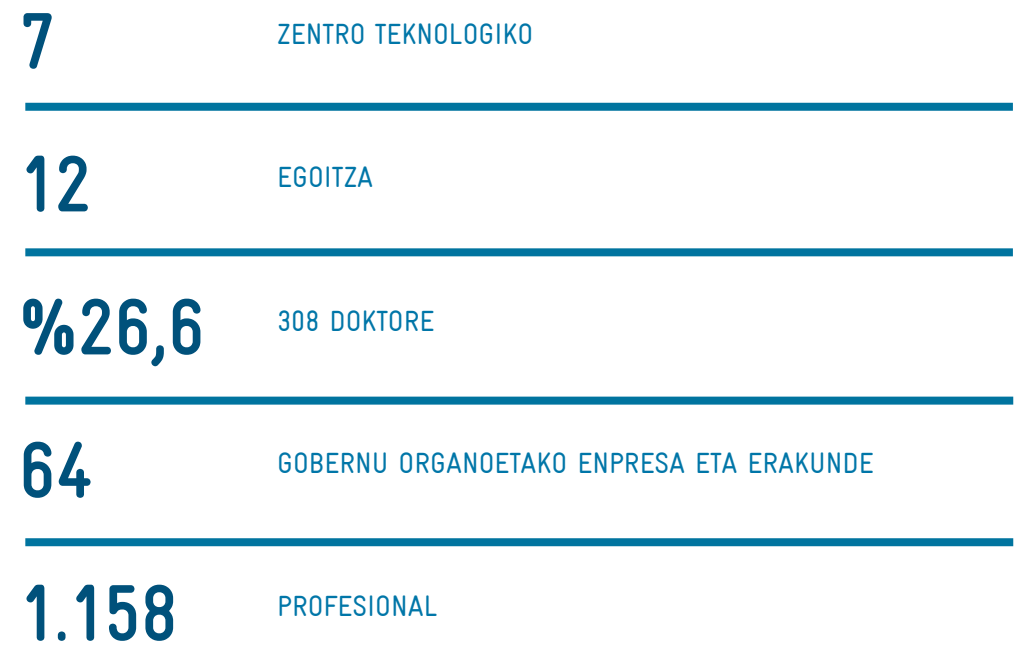 7 ZENTRO TEKNOLOGIKO
12 EGOITZA
%26,6 308 DOKTORE
64 GOBERNU ORGANOETAKO ENPRESA ETA ERAKUNDE
1.158 PROFESIONAL